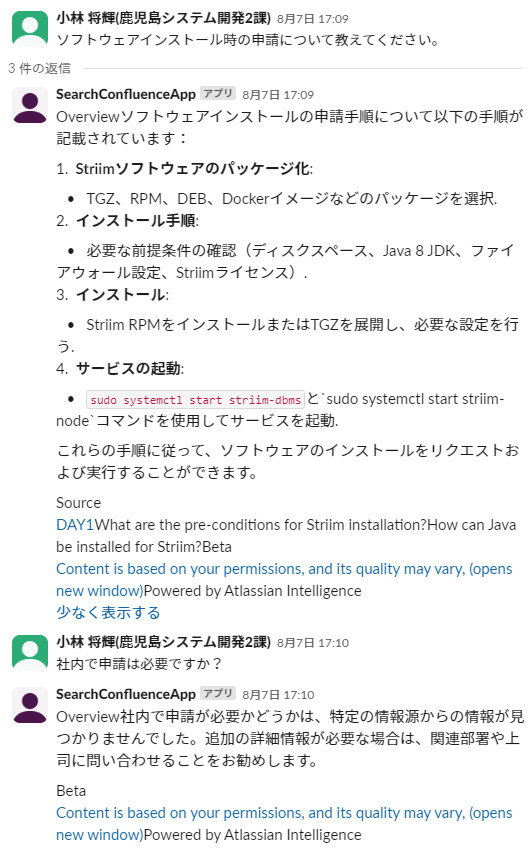 小林 将輝(鹿児島システム開発2課) 8月7日 17:09
ソフトウェアインストール時の申請について教えてください。
3 件の返信
SearchConfluenceApp アプリ 8月7日 17:09
Overviewソフトウェアインストールの申請手順について以下の手順が
記載されています：
1. Striimソフトウェアのパッケージ化:
• TGZ、RPM、DEB、Dockerイメージなどのパッケージを選択.
2. インストール手順:
• 必要な前提条件の確認（ディスクスペース、Java 8 JDK、ファイ
アウォール設定、Striimライセンス）.
3. インストール:
• Striim RPMをインストールまたはTGZを展開し、必要な設定を行
う.
4. サービスの起動:
• sudo systemctl start striim-dbmsと`sudo systemctl start striim-
node`コマンドを使用してサービスを起動.
これらの手順に従って、ソフトウェアのインストールをリクエストお
よび実行することができます。
Source
DAY1What are the pre-conditions for Striim installation?How can Java
be installed for Striim?Beta
Content is based on your permissions, and its quality may vary, (opens
new window)Powered by Atlassian Intelligence
少なく表示する
小林 将輝(鹿児島システム開発2課) 8月7日 17:10
社内で申請は必要ですか？
SearchConfluenceApp アプリ 8月7日 17:10
Overview社内で申請が必要かどうかは、特定の情報源からの情報が見
つかりませんでした。追加の詳細情報が必要な場合は、関連部署や上
司に問い合わせることをお勧めします。
Beta
Content is based on your permissions, and its quality may vary, (opens
new window)Powered by Atlassian Intelligence